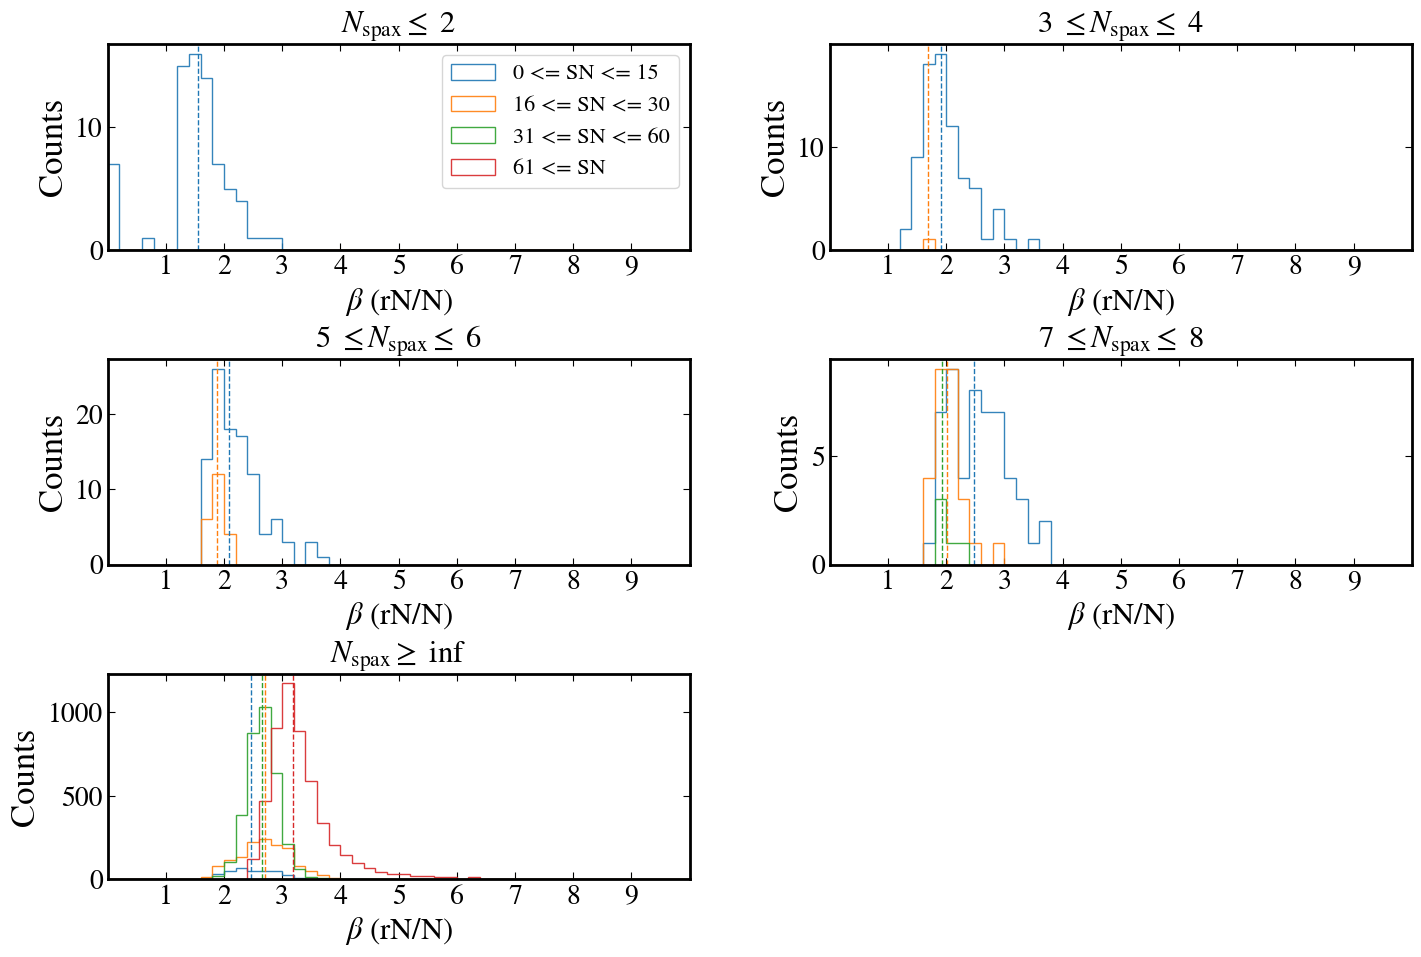 N_spax ≤ 2
Counts
10
0
0 <= SN <= 15
16 <= SN <= 30
31 <= SN <= 60
61 <= SN
1 2 3 4 5 6 7 8 9
β (rN/N)
3 ≤ N_spax ≤ 4
Counts
10
0
1 2 3 4 5 6 7 8 9
β (rN/N)
5 ≤ N_spax ≤ 6
Counts
20
10
0
1 2 3 4 5 6 7 8 9
β (rN/N)
7 ≤ N_spax ≤ 8
Counts
5
0
1 2 3 4 5 6 7 8 9
β (rN/N)
N_spax ≥ inf
Counts
1000
500
0
1 2 3 4 5 6 7 8 9
β (rN/N)